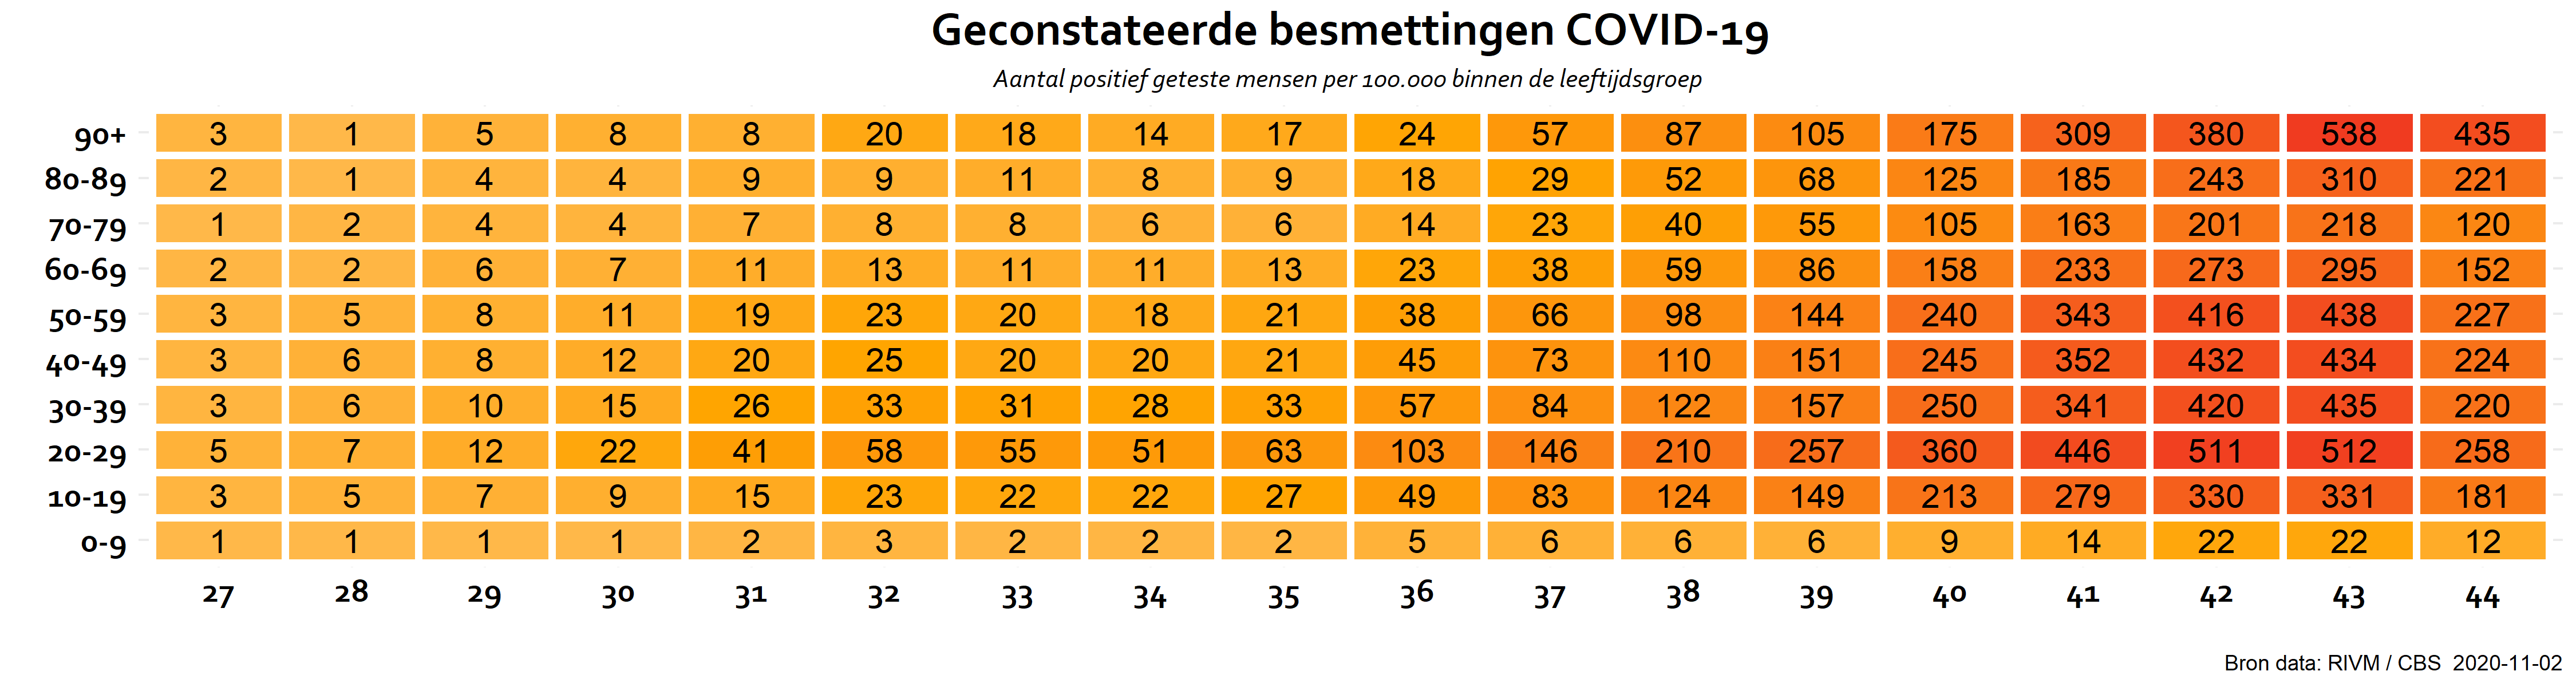 Geconstateerde besmettingen COVID-19
Aantal positief geteste mensen per 100.000 binnen de leeftijdsgroep
90+ 3 1 5 8 8 20 18 14 17 24 57 87 105 175 309 380 538 435
80-89 2 1 4 4 9 9 11 8 9 18 29 52 68 125 185 243 310 221
70-79 1 2 4 4 7 8 8 6 6 14 23 40 55 105 163 201 218 120
60-69 2 2 6 7 11 13 11 11 13 23 38 59 86 158 233 273 295 152
50-59 3 5 8 11 19 23 20 18 21 38 66 98 144 240 343 416 438 227
40-49 3 6 8 12 20 25 20 20 21 45 73 110 151 245 352 432 434 224
30-39 3 6 10 15 26 33 31 28 33 57 84 122 157 250 341 420 435 220
20-29 5 7 12 22 41 58 55 51 63 103 146 210 257 360 446 511 512 258
10-19 3 5 7 9 15 23 22 22 27 49 83 124 149 213 279 330 331 181
0-9 1 1 1 1 2 3 2 2 2 5 6 6 6 9 14 22 22 12
27 28 29 30 31 32 33 34 35 36 37 38 39 40 41 42 43 44
Bron data: RIVM / CBS 2020-11-02